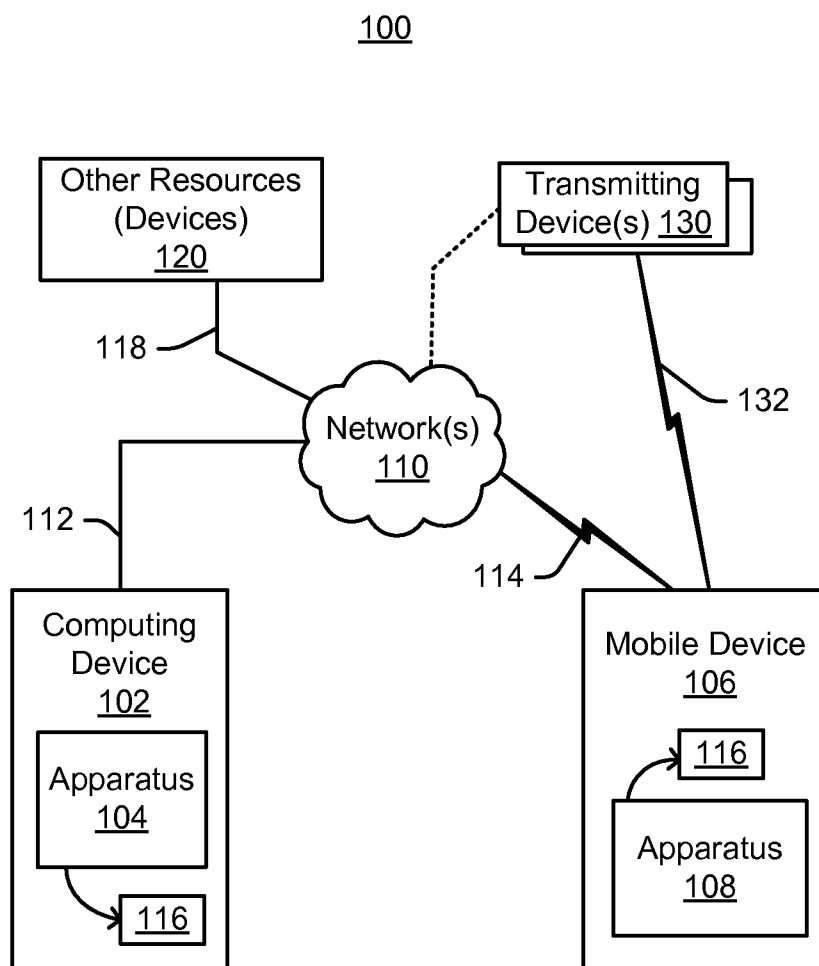 100
Other Resources
(Devices)
120
Transmitting
Device(s) 130
118
132
Network(s)
110
112
114
Computing
Device
102
Apparatus
104
116
Mobile Device
106
116
Apparatus
108